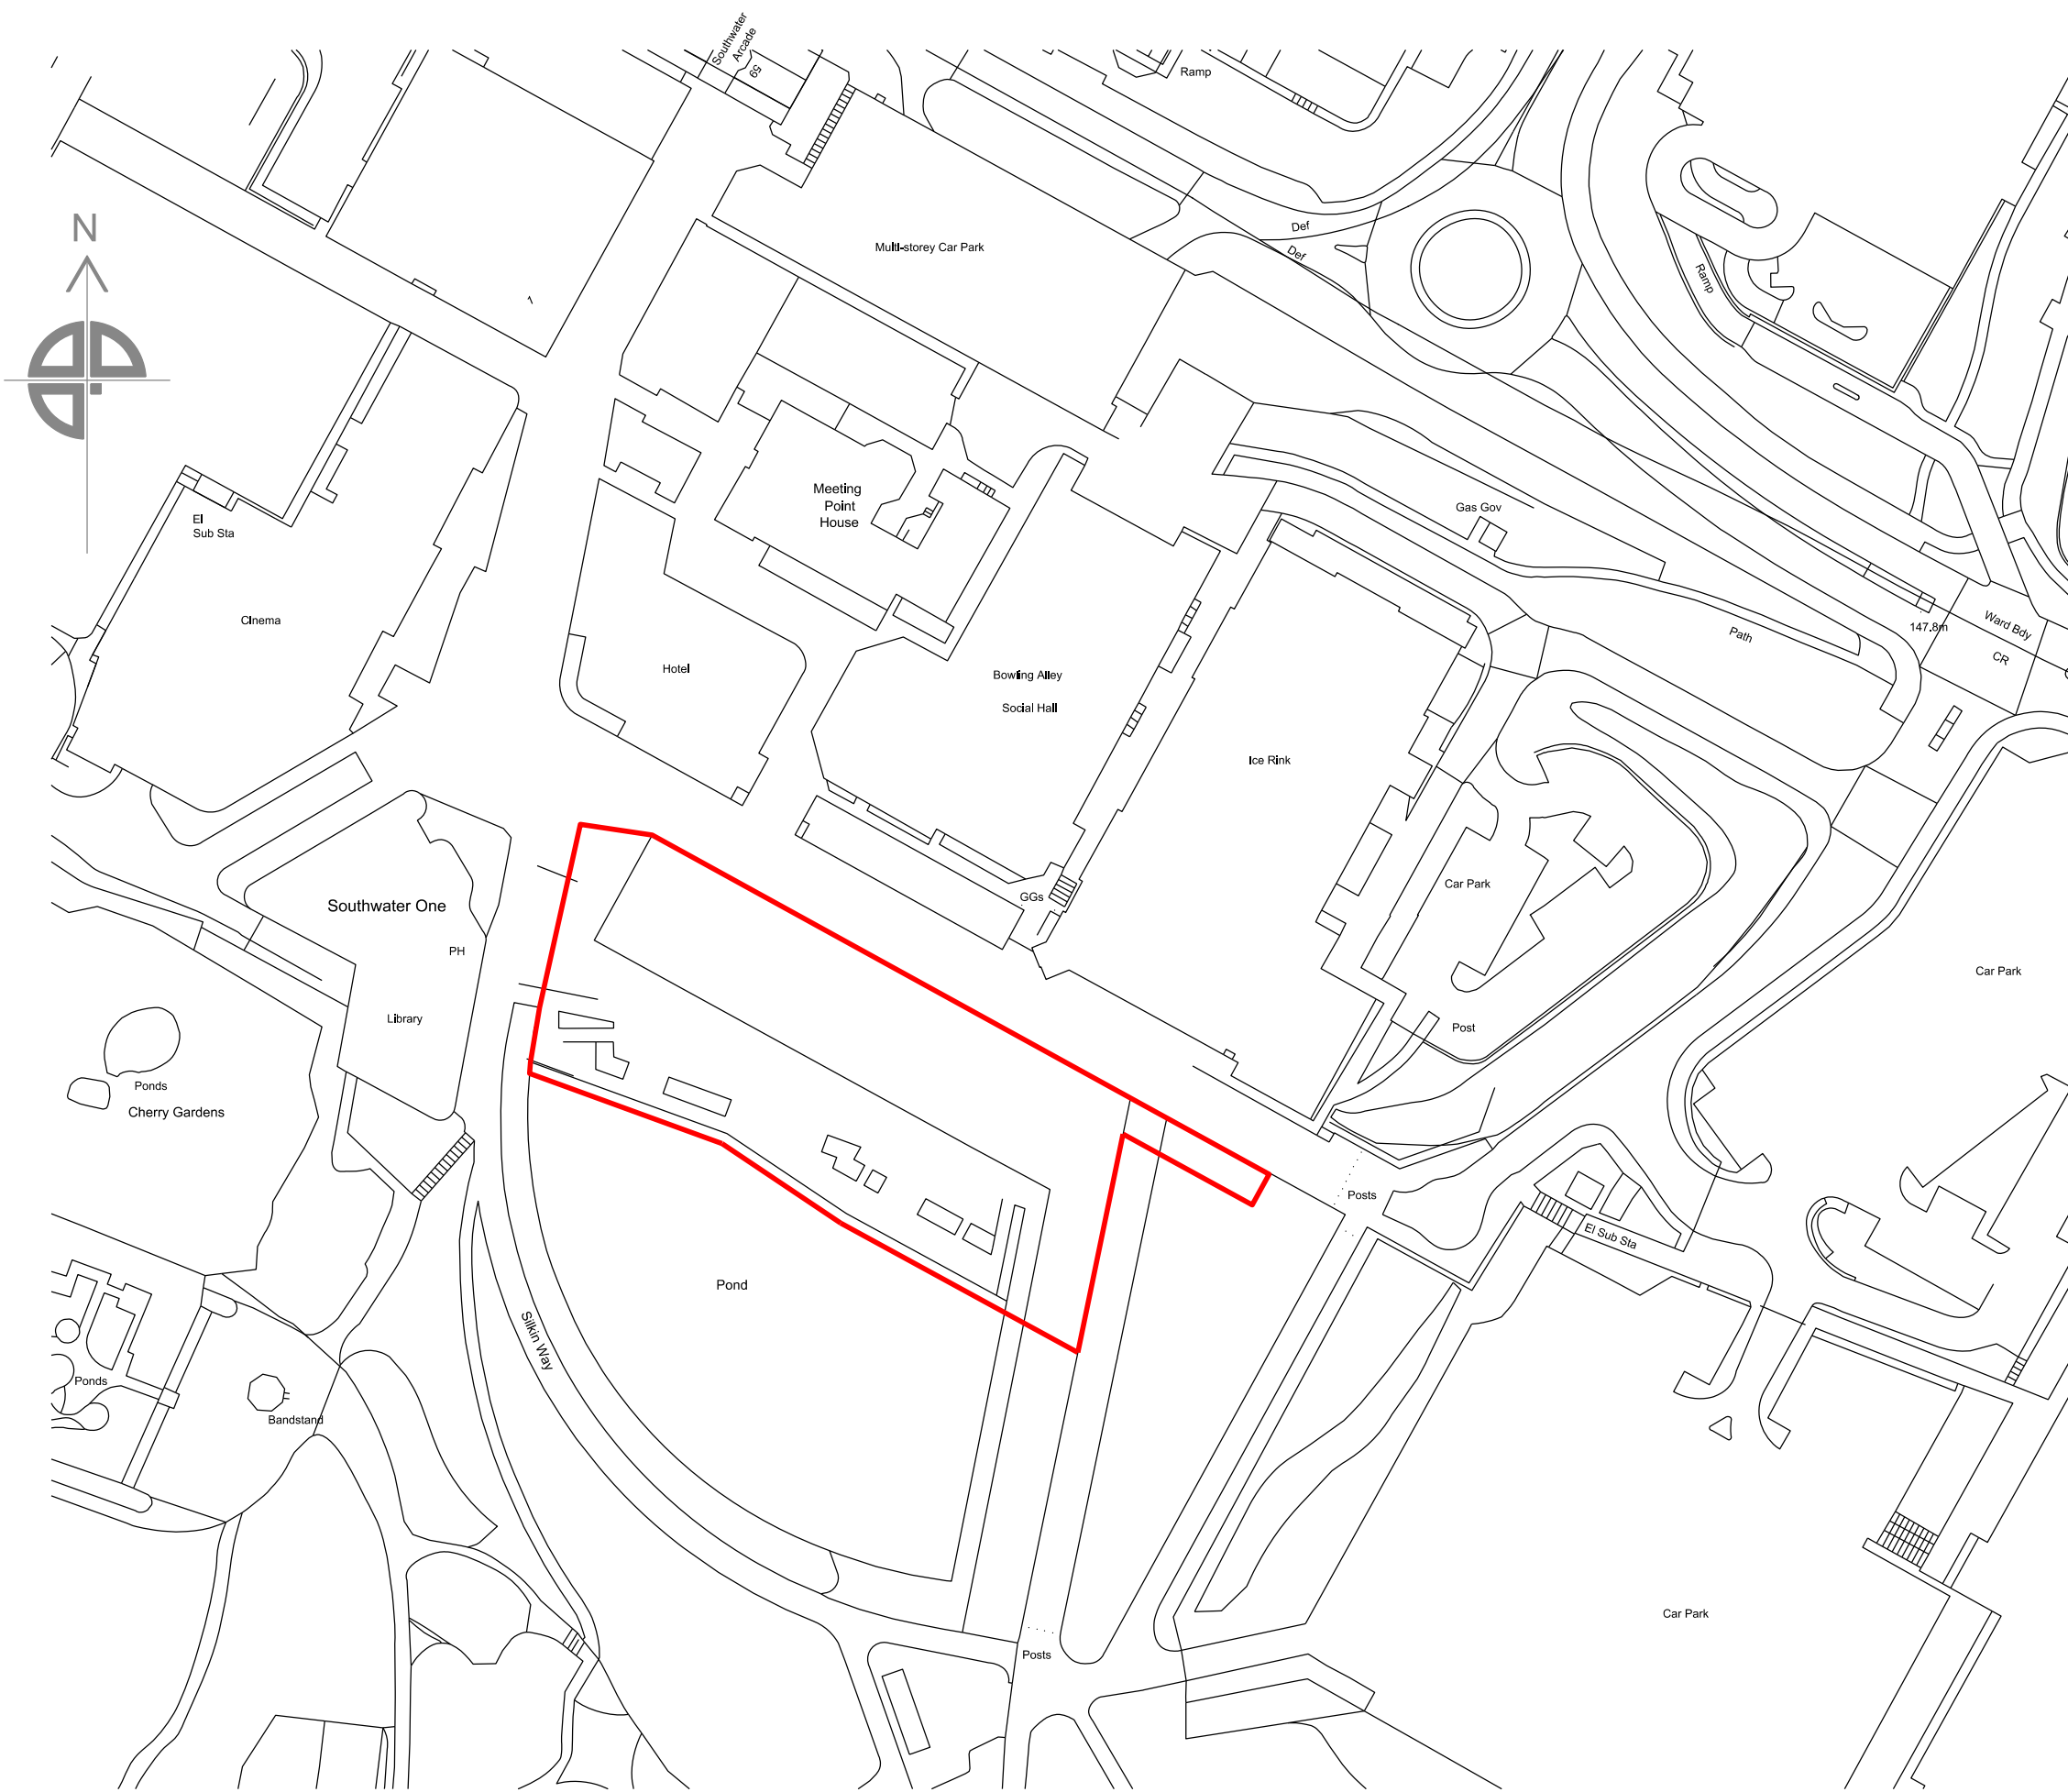 Southwater
Arcade
59
Ramp
N
Def
Def
Multi-storey Car Park
Ramp
1
Meeting
Point
House
Gas Gov
El
Sub Sta
Cinema
Ward Bdy
147.8m
Path
CR
Hotel
Bowling Alley
Social Hall
Ice Rink
Car Park
GGs
Southwater One
PH
Car Park
Library
Post
Ponds
Cherry Gardens
Posts
El Sub Sta
Pond
Silkin Way
Ponds
Bandstand
Car Park
Posts